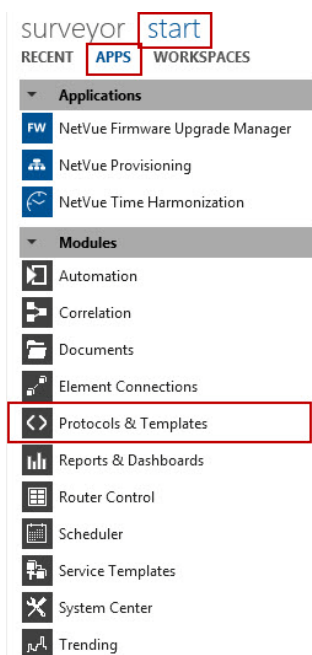 surveyor start
RECENT APPS WORKSPACES
Applications
FW NetVue Firmware Upgrade Manager
NetVue Provisioning
NetVue Time Harmonization
Modules
Automation
Correlation
Documents
Element Connections
Protocols & Templates
Reports & Dashboards
Router Control
Scheduler
Service Templates
System Center
Trending